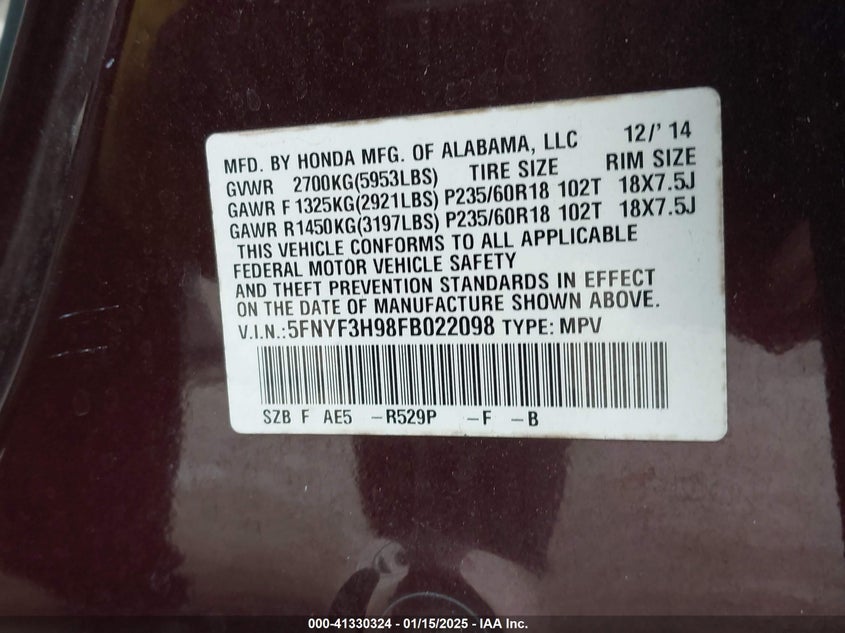 MFD. BY HONDA MFG. OF ALABAMA, LLC 12/' 14
GVWR 2700KG(5953LBS) TIRE SIZE RIM SIZE
GAWR F 1325KG(2921LBS) P235/60R18 102T 18X7.5J
GAWR R1450KG(3197LBS) P235/60R18 102T 18X7.5J
THIS VEHICLE CONFORMS TO ALL APPLICABLE
FEDERAL MOTOR VEHICLE SAFETY
AND THEFT PREVENTION STANDARDS IN EFFECT
ON THE DATE OF MANUFACTURE SHOWN ABOVE.
V.I.N.:5FNYF3H98FB022098 TYPE: MPV
SZB F AE5 -R529P -F -B
000-41330324 - 01/15/2025 - IAA Inc.